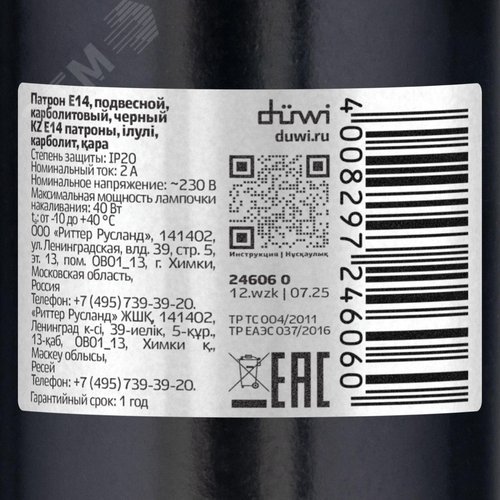 Патрон E14, подвесной,
карболитовый, черный
KZ E14 патроны, ілулі,
карболит, қара
Степень защиты: IP20
Номинальный ток: 2 А
Номинальное напряжение: ~230 В
Максимальная мощность лампочки
накаливания: 40 Вт
t.: от -10 до +40 °С
ООО «Риттер Русланд», 141402,
ул.Ленинградская, влд. 39, стр. 5,
эт. 13, пом. ОВ01_13, г. Химки,
Московская область,
Россия
Телефон: +7 (495) 739-39-20.
«Риттер Русланд» ЖШҚ, 141402,
Ленинград к-сі, 39-иелік, 5-құр.,
13-қаб, ОВ01_13, Химки қ.,
Маскеу облысы,
Ресей
Телефон: +7 (495) 739-39-20.
Гарантийный срок: 1 год
düwi
duwi.ru
Инструкция | Нұсқаулық
24606 0
12.wzk | 07.25
ТР ТС 004/2011
ТР ЕАЭС 037/2016
EAC
4008297246060